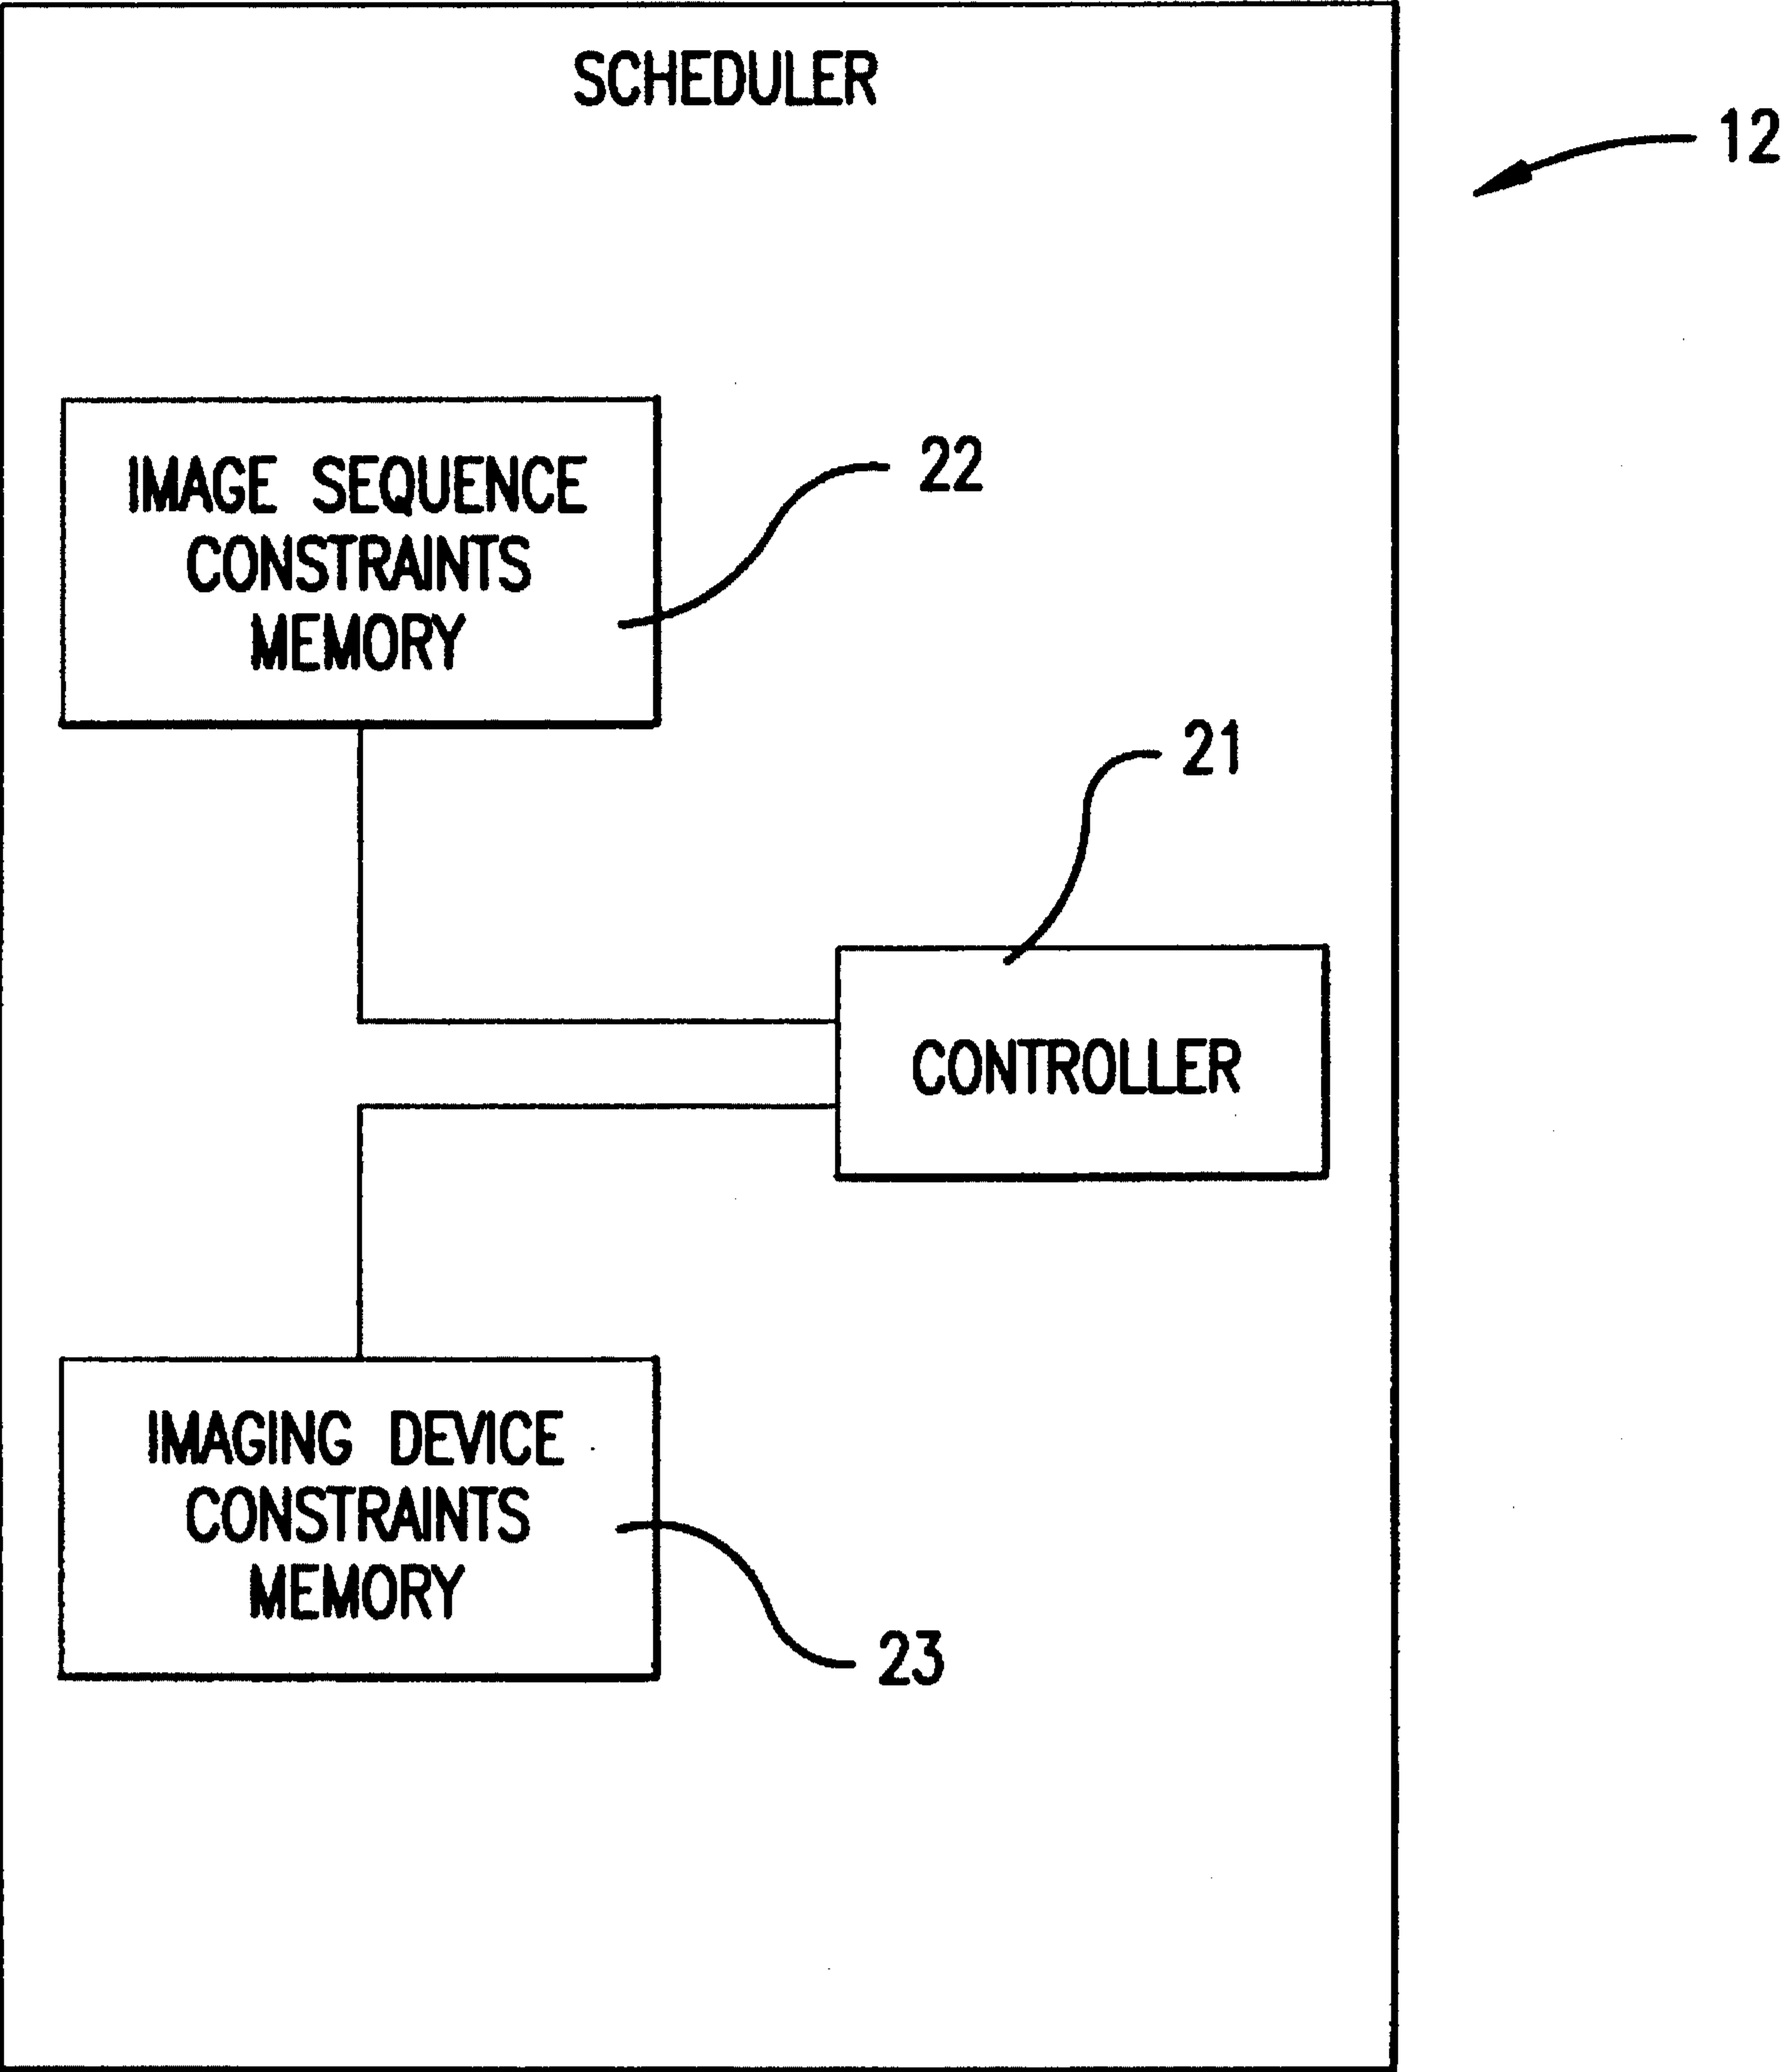 SCHEDULER
12
IMAGE SEQUENCE
CONSTRAINTS
MEMORY
22
21
CONTROLLER
IMAGING DEVICE
CONSTRAINTS
MEMORY
23